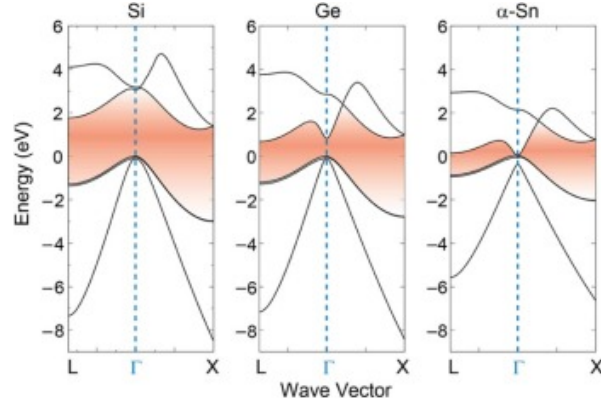 Si
Ge
α-Sn
Energy (eV)
6
4
2
0
−2
−4
−6
−8
6
4
2
0
−2
−4
−6
−8
6
4
2
0
−2
−4
−6
−8
L
Γ
X
L
Γ
X
L
Γ
X
Wave Vector